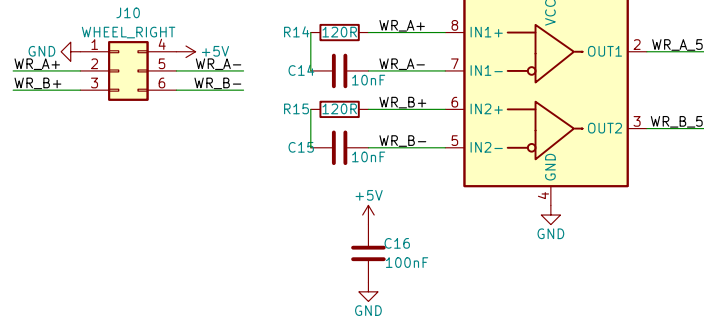 J10
WHEEL_RIGHT
GND 1 4 +5V
WR_A+ 2 5 WR_A-
WR_B+ 3 6 WR_B-
R14 120R WR_A+ 8 IN1+
C14 10nF WR_A- 7 IN1-
R15 120R WR_B+ 6 IN2+
C15 10nF WR_B- 5 IN2-
VCC
OUT1 2 WR_A_5
OUT2 3 WR_B_5
GND
4
GND
+5V
C16
100nF
GND